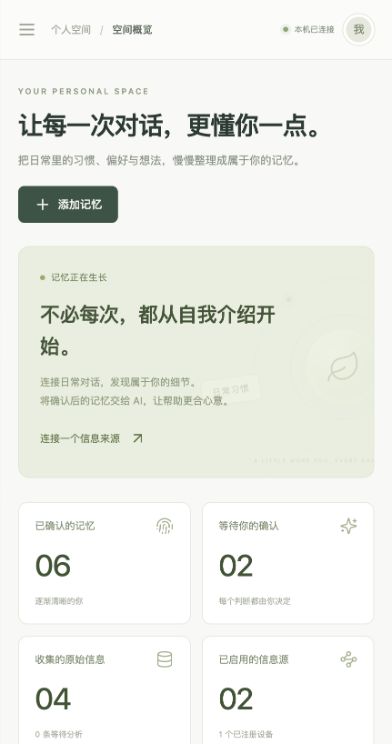 个人空间 / 空间概览
本机已连接
我
YOUR PERSONAL SPACE
让每一次对话，更懂你一点。
把日常里的习惯、偏好与想法，慢慢整理成属于你的记忆。
+ 添加记忆
记忆正在生长
不必每次，都从自我介绍开
始。
连接日常对话，发现属于你的细节。
将确认后的记忆交给 AI，让帮助更合心意。
日常习惯
连接一个信息来源
已确认的记忆
06
逐渐清晰的你
等待你的确认
02
每个判断都由你决定
收集的原始信息
04
0 条等待分析
已启用的信息源
02
1 个已注册设备